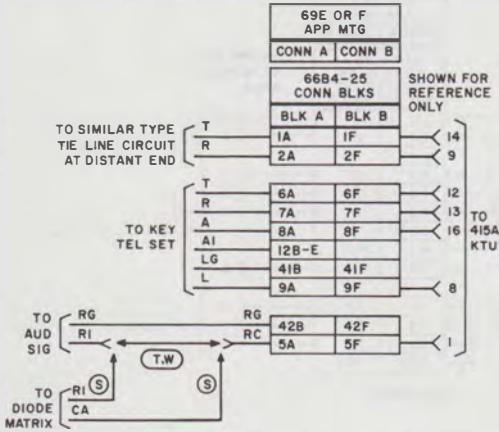 69E OR F
APP MTG
CONN A CONN B
66B4-25
CONN BLKS
BLK A BLK B
SHOWN FOR
REFERENCE
ONLY
TO SIMILAR TYPE
TIE LINE CIRCUIT
AT DISTANT END
T 1A 1F 14
R 2A 2F 9
TO KEY
TEL SET
T 6A 6F 12
R 7A 7F 13
A 8A 8F 16
A1 12B-E
LG 41B 41F
L 9A 9F 8
TO
415A
KTU
TO
AUD
SIG
RG RG 42B 42F
R1 RC 5A 5F 1
T,W
S S
TO
DIODE
MATRIX
R1
CA